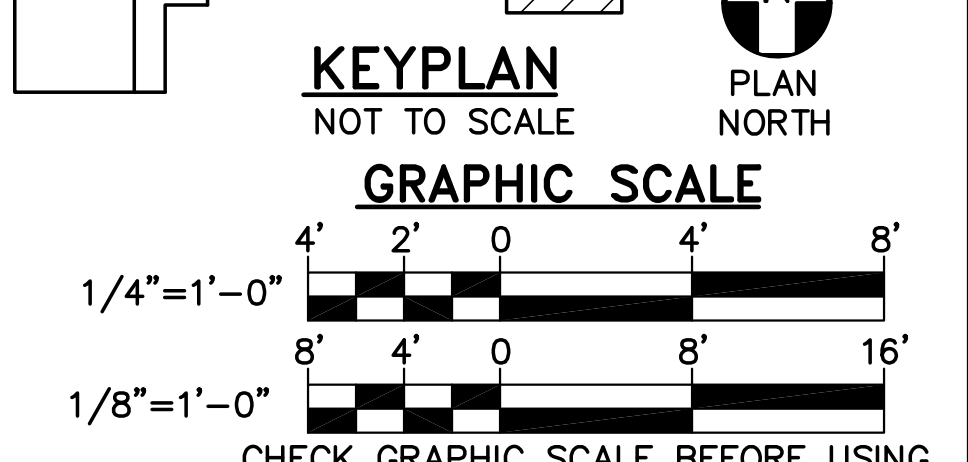 KEYPLAN
NOT TO SCALE
PLAN
NORTH
GRAPHIC SCALE
4' 2' 0 4' 8'
1/4"=1'-0"
8' 4' 0 8' 16'
1/8"=1'-0"
CHECK GRAPHIC SCALE BEFORE USING